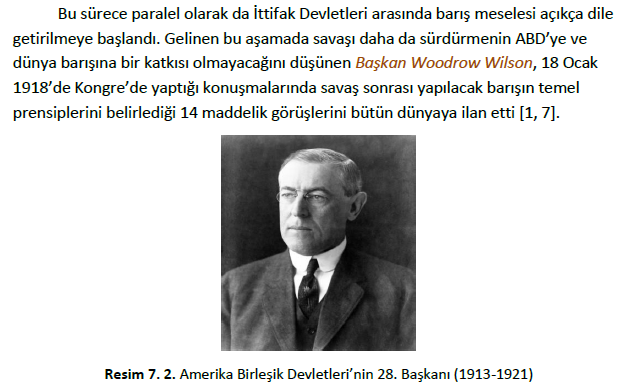 Bu sürece paralel olarak da İttifak Devletleri arasında barış meselesi açıkça dile
getirilmeye başlandı. Gelinen bu aşamada savaşı daha da sürdürmenin ABD’ye ve
dünya barışına bir katkısı olmayacağını düşünen Başkan Woodrow Wilson, 18 Ocak
1918’de Kongre’de yaptığı konuşmalarında savaş sonrası yapılacak barışın temel
prensiplerini belirlediği 14 maddelik görüşlerini bütün dünyaya ilan etti [1, 7].
Resim 7. 2. Amerika Birleşik Devletleri’nin 28. Başkanı (1913-1921)